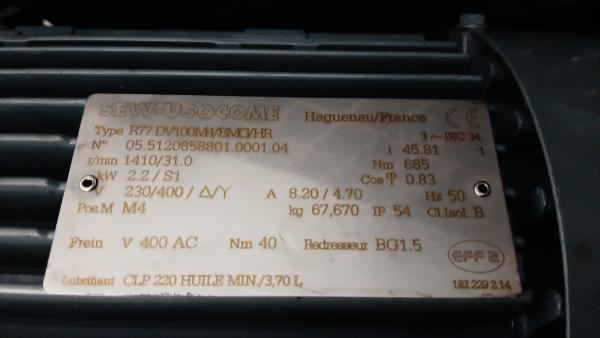 SEW-USOCOME Haguenau/France CE
Type R77 DV100M4/BMG/HR 3~IEC 34
N° 05.5120858801.0001.04 i 45.81 :1
r/min 1410/31.0 Nm 685
kW 2.2 / S1 Cos φ 0.83
V 230/400 / Δ/Y A 8.20 / 4.70 Hz 50
Pos.M M4 kg 67,670 IP 54 Cl.Isol. B
Frein V 400 AC Nm 40 Redresseur BG1.5
EFF 2
Lubrifiant CLP 220 HUILE MIN./3,70 L 182 229 2.14